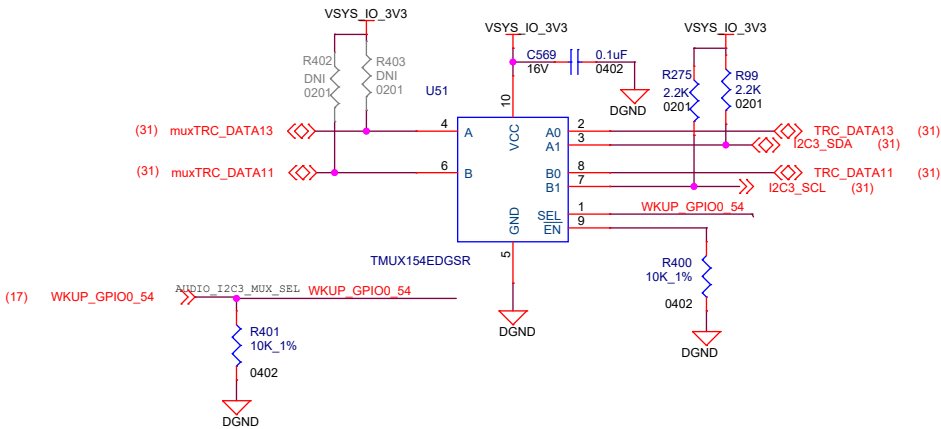 VSYS_IO_3V3
VSYS_IO_3V3
VSYS_IO_3V3
R402
DNI
0201
R403
DNI
0201
C569
16V
0.1uF
0402
DGND
R275
2.2K
0201
R99
2.2K
0201
U51
10
VCC
(31) muxTRC_DATA13
4
A
A0
2
TRC_DATA13 (31)
A1
3
I2C3_SDA (31)
(31) muxTRC_DATA11
6
B
B0
8
TRC_DATA11 (31)
B1
7
I2C3_SCL (31)
SEL
1
WKUP_GPIO0_54
EN
9
GND
5
TMUX154EDGSR
R400
10K_1%
0402
DGND
DGND
(17) WKUP_GPIO0_54
AUDIO_I2C3_MUX_SEL
WKUP_GPIO0_54
R401
10K_1%
0402
DGND